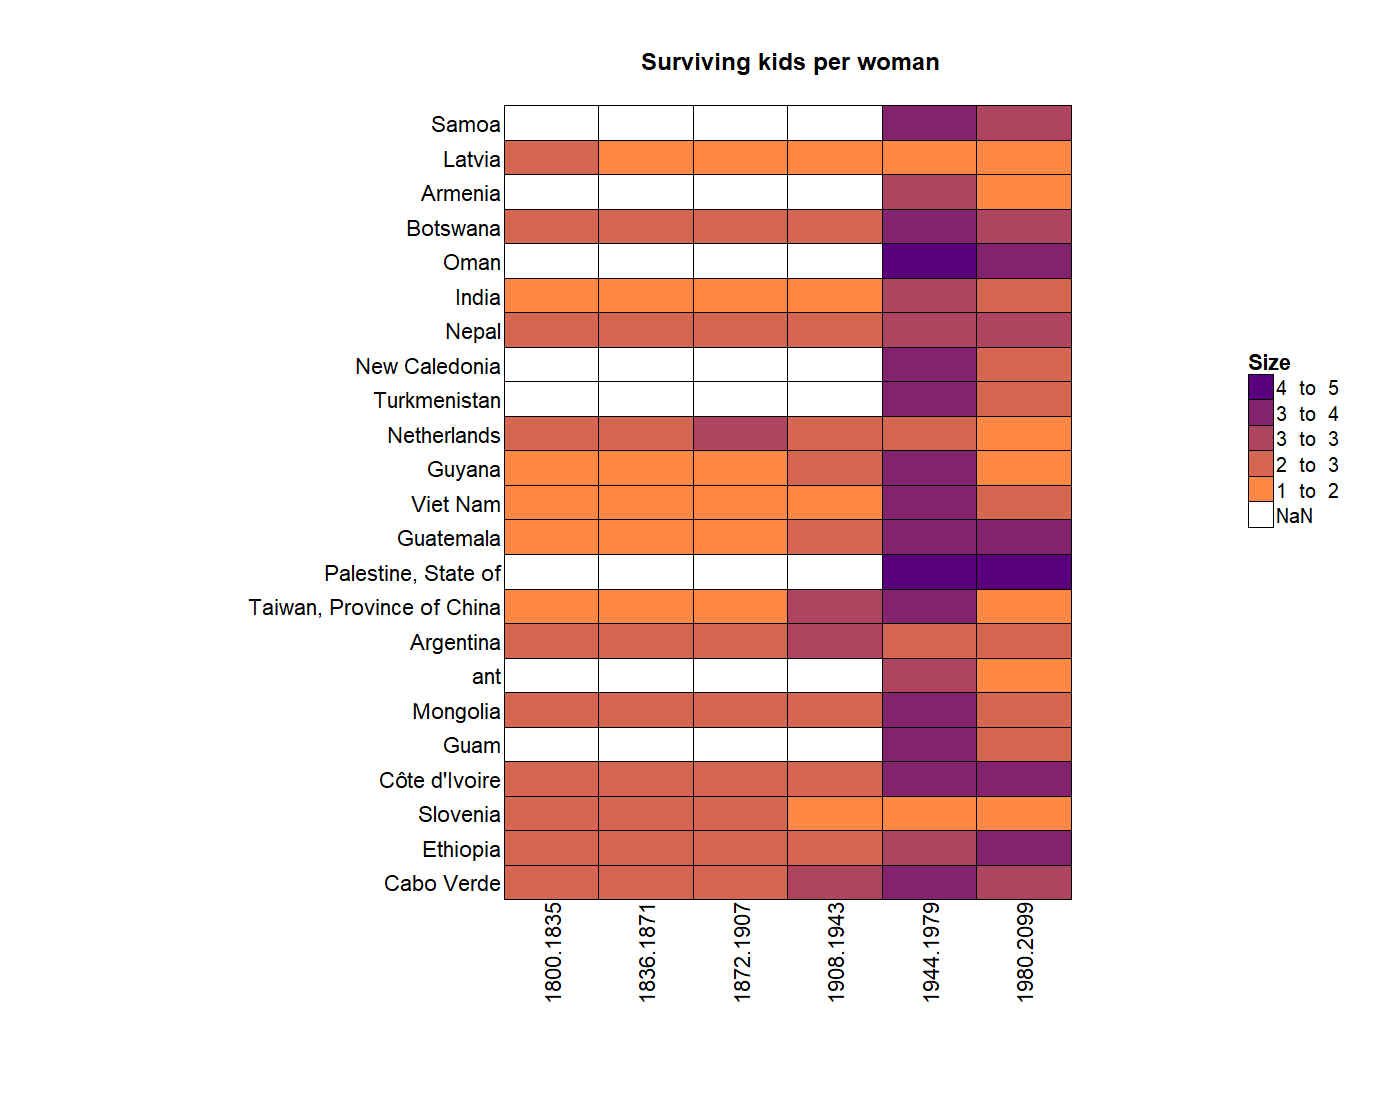 Surviving kids per woman
Samoa
Latvia
Armenia
Botswana
Oman
India
Nepal
New Caledonia
Turkmenistan
Netherlands
Guyana
Viet Nam
Guatemala
Palestine, State of
Taiwan, Province of China
Argentina
ant
Mongolia
Guam
Côte d'Ivoire
Slovenia
Ethiopia
Cabo Verde
1800.1835
1836.1871
1872.1907
1908.1943
1944.1979
1980.2099
Size
4 to 5
3 to 4
3 to 3
2 to 3
1 to 2
NaN